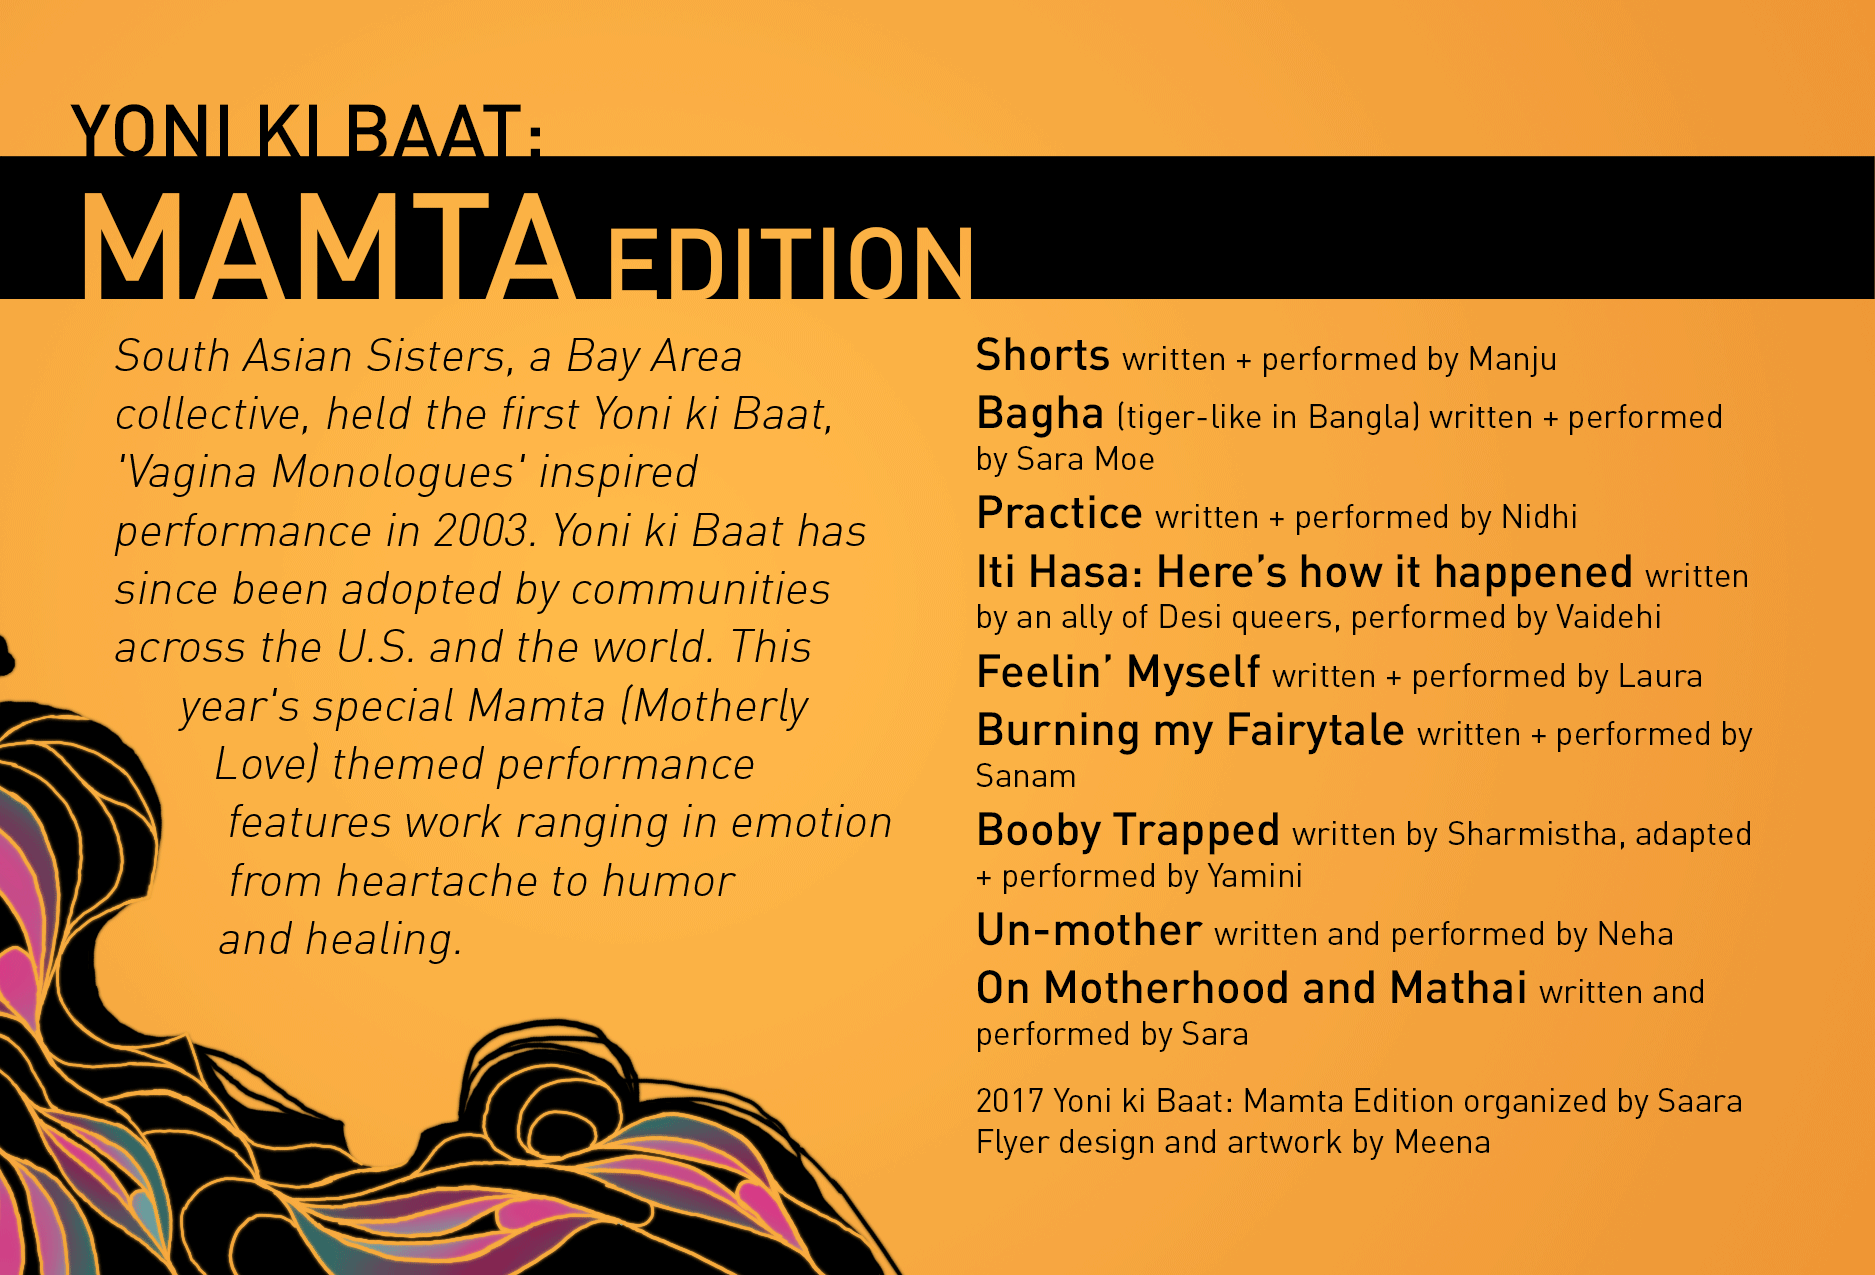 YONI KI BAAT:
MAMTA EDITION
South Asian Sisters, a Bay Area
collective, held the first Yoni ki Baat,
'Vagina Monologues' inspired
performance in 2003. Yoni ki Baat has
since been adopted by communities
across the U.S. and the world. This
year's special Mamta (Motherly
Love) themed performance
features work ranging in emotion
from heartache to humor
and healing.
Shorts written + performed by Manju
Bagha (tiger-like in Bangla) written + performed
by Sara Moe
Practice written + performed by Nidhi
Iti Hasa: Here’s how it happened written
by an ally of Desi queers, performed by Vaidehi
Feelin’ Myself written + performed by Laura
Burning my Fairytale written + performed by
Sanam
Booby Trapped written by Sharmistha, adapted
+ performed by Yamini
Un-mother written and performed by Neha
On Motherhood and Mathai written and
performed by Sara
2017 Yoni ki Baat: Mamta Edition organized by Saara
Flyer design and artwork by Meena